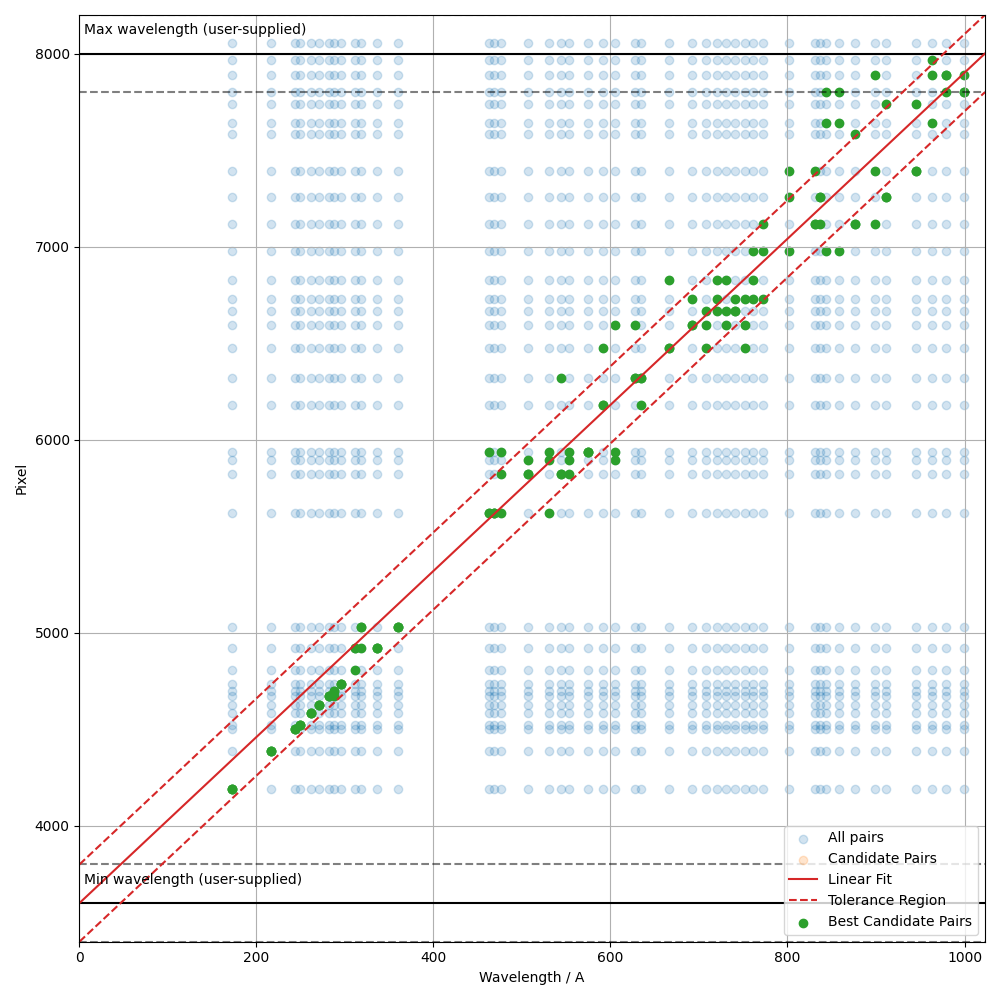 Max wavelength (user-supplied)
8000
7000
6000
5000
4000
Pixel
Min wavelength (user-supplied)
All pairs
Candidate Pairs
Linear Fit
Tolerance Region
Best Candidate Pairs
0 200 400 600 800 1000
Wavelength / A